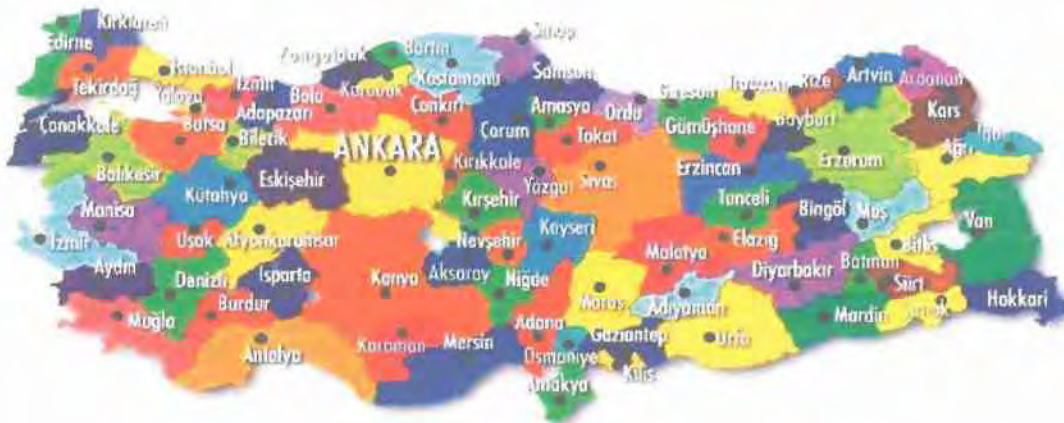 Kırklareli
Edirne
Tekirdağ
İstanbul
Yalova
İzmit
Adapazarı
Bolu
Zonguldak
Bartın
Karabük
Kastamonu
Sinop
Samsun
Çankırı
Çorum
Amasya
Ordu
Giresun
Trabzon
Rize
Artvin
Ardahan
Kars
Çanakkale
Bursa
Bilecik
ANKARA
Kırıkkale
Tokat
Gümüşhane
Bayburt
Erzurum
Ağrı
Balıkesir
Kütahya
Eskişehir
Kırşehir
Yozgat
Sivas
Erzincan
Tunceli
Bingöl
Muş
Van
Manisa
İzmir
Uşak
Afyonkarahisar
Nevşehir
Kayseri
Malatya
Elazığ
Bitlis
Aydın
Denizli
Isparta
Konya
Aksaray
Niğde
Diyarbakır
Batman
Siirt
Hakkari
Burdur
Maraş
Adıyaman
Mardin
Muğla
Antalya
Karaman
Mersin
Adana
Osmaniye
Gaziantep
Urfa
Kilis
Antakya